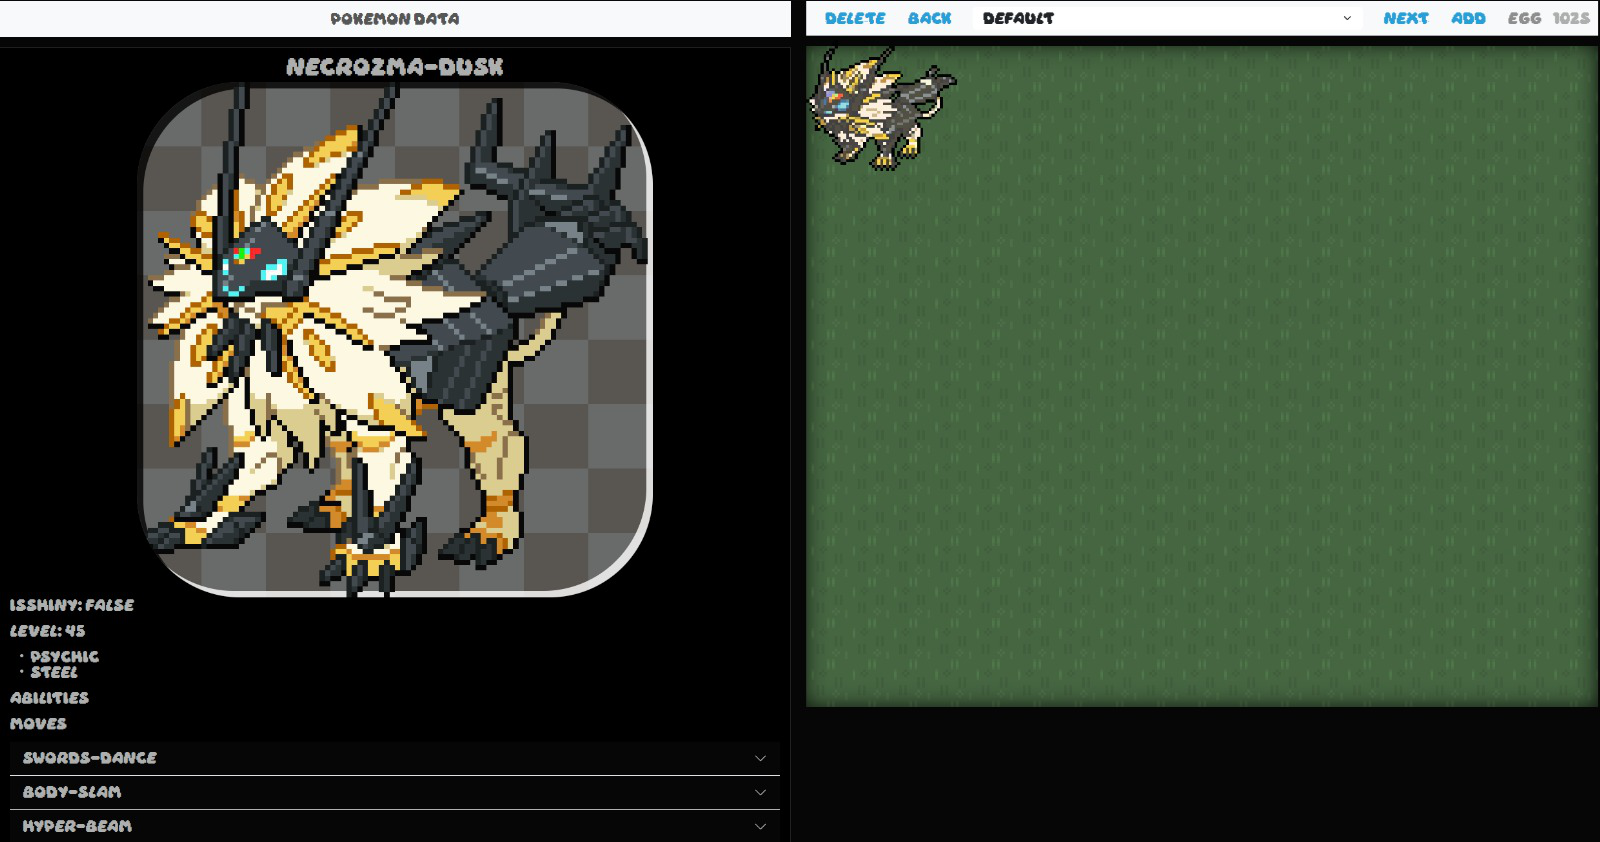 POKEMON DATA
DELETE BACK DEFAULT NEXT ADD EGG 102S
NECROZMA-DUSK
ISSHINY: FALSE
LEVEL: 45
· PSYCHIC
· STEEL
ABILITIES
MOVES
SWORDS-DANCE
BODY-SLAM
HYPER-BEAM